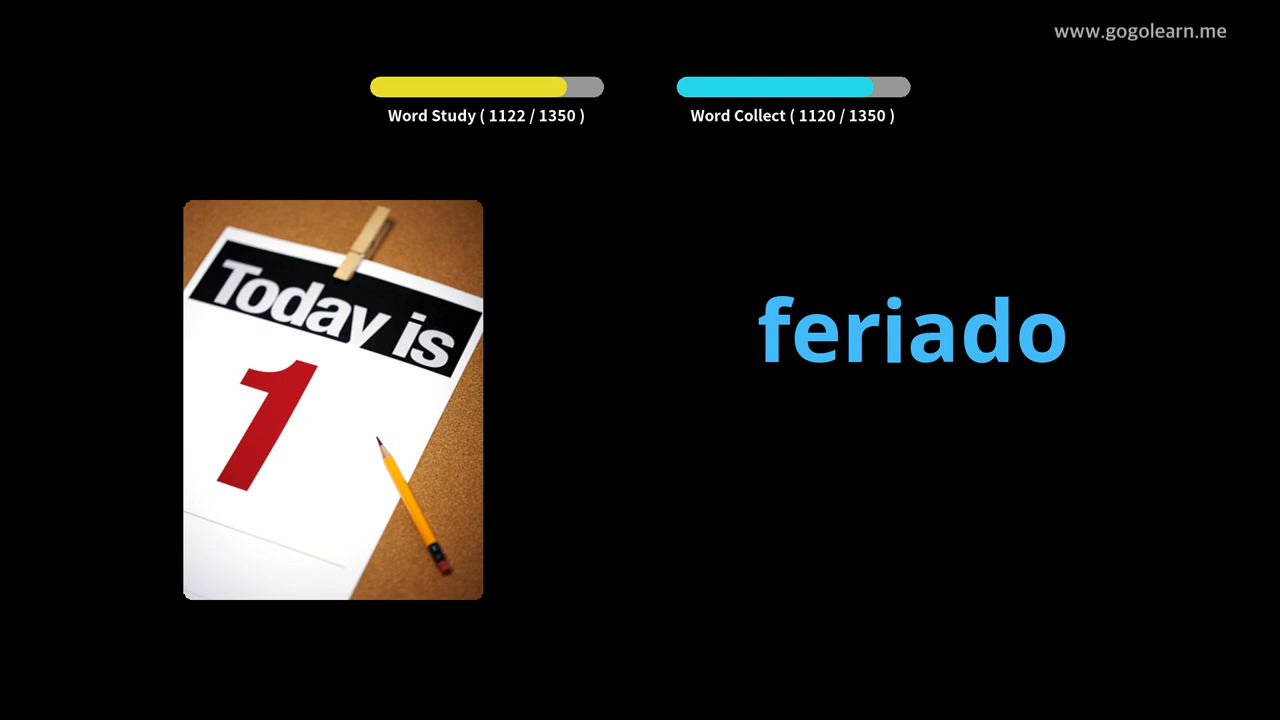 www.gogolearn.me
Word Study ( 1122 / 1350 )
Word Collect ( 1120 / 1350 )
Today is
1
feriado